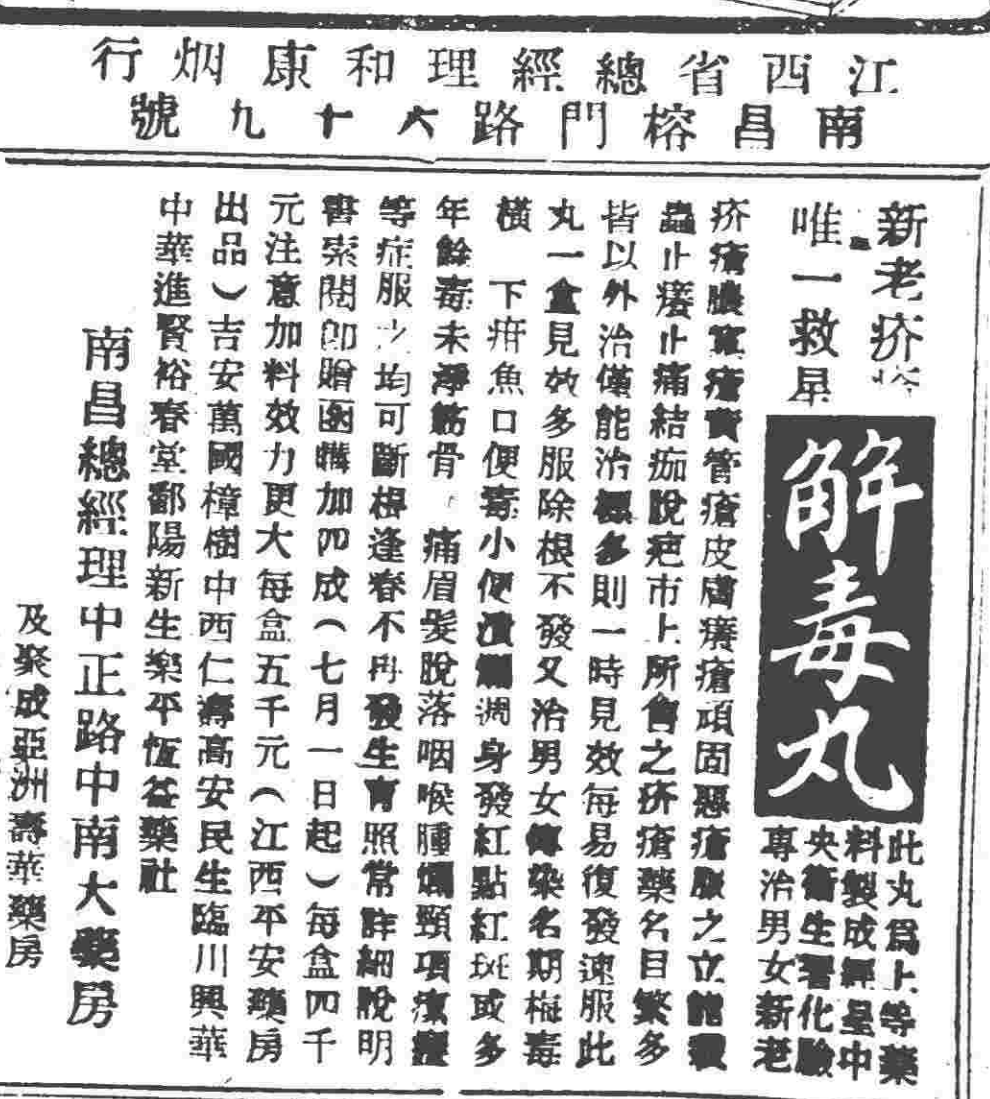 江西省總經理和康烟行
南昌榕門路六十九號
新老疥
唯一救星
解毒丸
此丸爲上等藥
料製成經呈中
央衞生署化驗
專治男女新老
疥瘡膿窠瘡管瘡皮膚癢瘡頑固惡瘡服之立能殺
蟲止癢止痛結痂脫疤市上所售之疥瘡藥名目繁多
皆以外治僅能治標多則一時見效每易復發速服此
丸一盒見效多服除根不發又治男女傳染名期梅毒
橫下疳魚口便毒小便潰爛週身發紅點紅斑或多
年餘毒未淨筋骨痛眉髮脫落咽喉腫爛頸項瘰癧
等症服之均可斷根逢春不再發生育照常詳細說明
書索閱卽贈函購加四成（七月一日起）每盒四千
元注意加料效力更大每盒五千元（江西平安藥房
出品）吉安萬國樟樹中西仁壽高安民生臨川興華
中華進賢裕春堂鄱陽新生樂平恆益藥社
南昌總經理中正路中南大藥房
及聚成亞洲壽華藥房